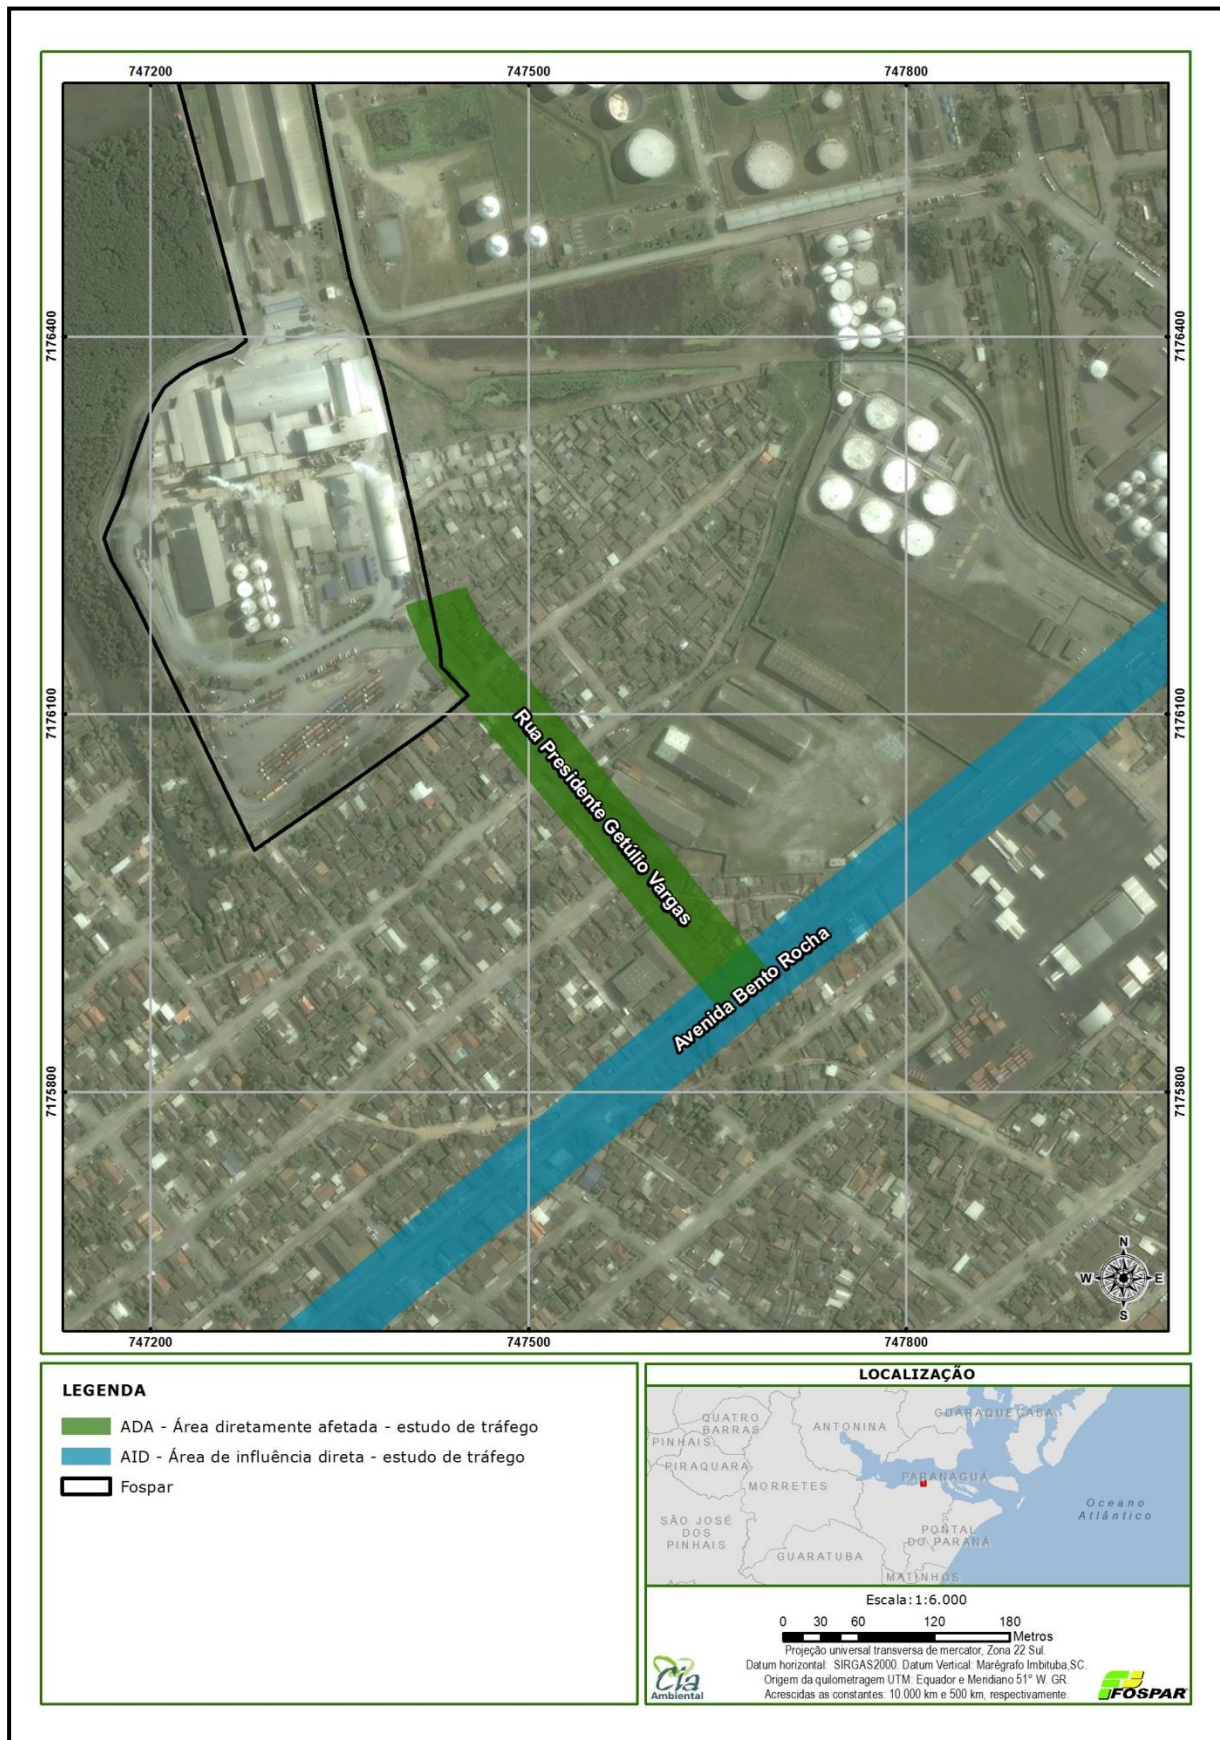 747200
747500
747800
7176400
7176400
7176100
7176100
Rua Presidente Getúlio Vargas
Avenida Bento Rocha
7175800
7175800
N
W
E
S
747200
747500
747800
LEGENDA
ADA - Área diretamente afetada - estudo de tráfego
AID - Área de influência direta - estudo de tráfego
Fospar
LOCALIZAÇÃO
QUATRO
BARRAS
PINHAIS
PIRAQUARA
ANTONINA
GUARAQUEÇABA
MORRETES
PARANAGUÁ
SÃO JOSÉ
DOS
PINHAIS
GUARATUBA
PONTAL
DO PARANÁ
MATINHOS
Oceano
Atlântico
Escala: 1:6.000
0 30 60 120 180
Metros
Projeção universal transversa de mercator, Zona 22 Sul.
Datum horizontal: SIRGAS2000. Datum Vertical: Marégrafo Imbituba,SC.
Origem da quilometragem UTM: Equador e Meridiano 51° W. GR.
Acrescidas as constantes: 10.000 km e 500 km, respectivamente.
Cia
Ambiental
FOSPAR